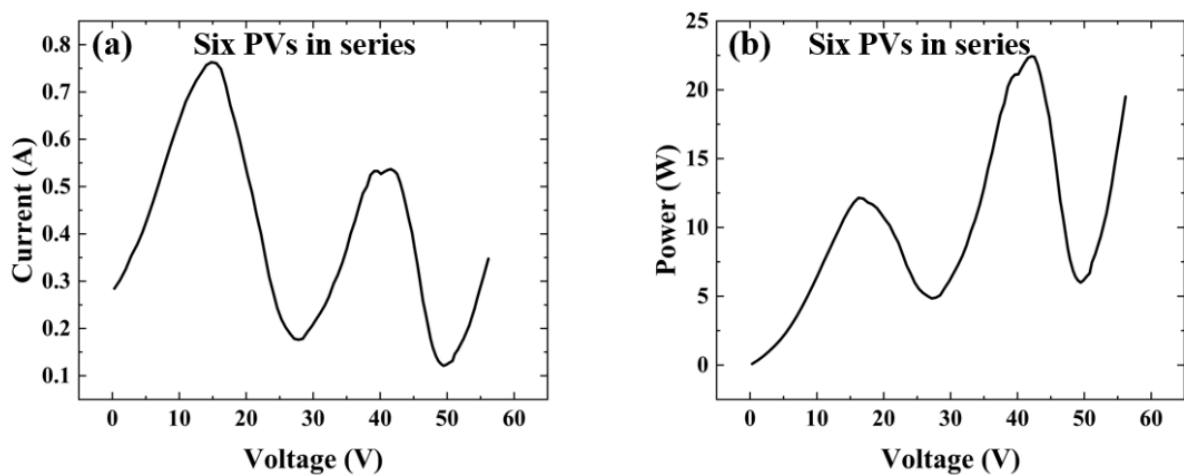 (a) Six PVs in series
0.8
0.7
0.6
0.5
0.4
0.3
0.2
0.1
Current (A)
0 10 20 30 40 50 60
Voltage (V)
(b) Six PVs in series
25
20
15
10
5
0
Power (W)
0 10 20 30 40 50 60
Voltage (V)